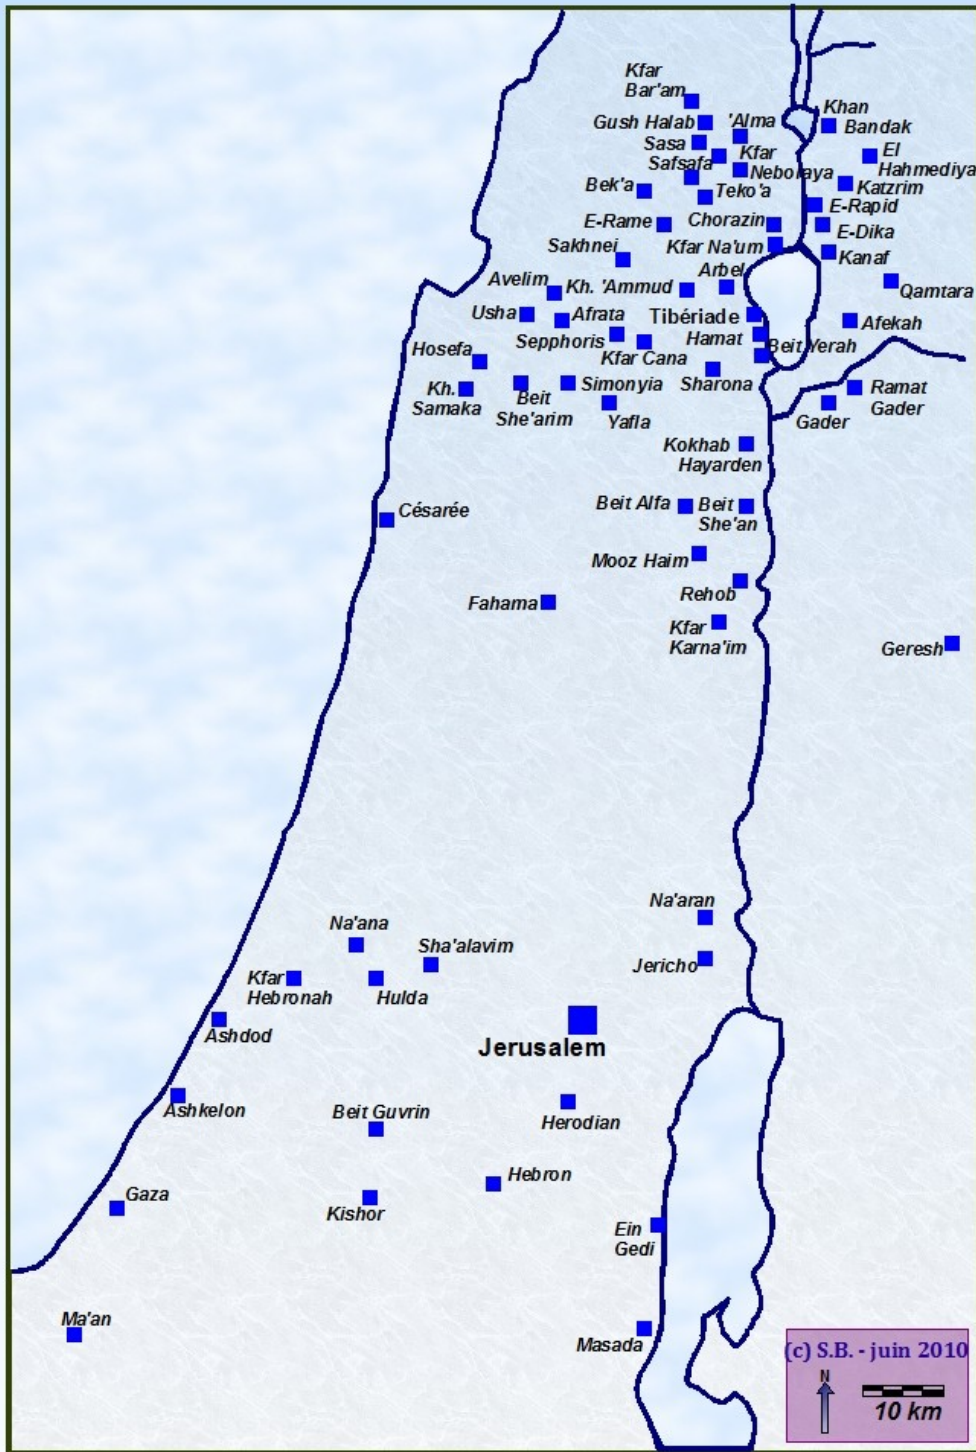 Kfar
Bar'am
Gush Halab
'Alma
Khan
Bandak
Sasa
Safsafa
Kfar
Nebolaya
El
Hahmediya
Bek'a
Teko'a
Katzrim
E-Rapid
E-Rame
Chorazin
E-Dika
Sakhnei
Kfar Na'um
Kanaf
Arbel
Avelim
Kh. 'Ammud
Qamtara
Usha
Afrata
Tibériade
Afekah
Sepphoris
Hamat
Kfar Cana
Beit Yerah
Hosefa
Kh.
Samaka
Beit
She'arim
Simonyia
Sharona
Ramat
Gader
Yafla
Gader
Kokhab
Hayarden
Césarée
Beit Alfa
Beit
She'an
Mooz Haim
Rehob
Fahama
Kfar
Karna'im
Geresh
Na'aran
Na'ana
Sha'alavim
Jericho
Kfar
Hebronah
Hulda
Ashdod
Jerusalem
Ashkelon
Beit Guvrin
Herodian
Hebron
Gaza
Kishor
Ein
Gedi
Ma'an
Masada
(c) S.B. - juin 2010
N
10 km